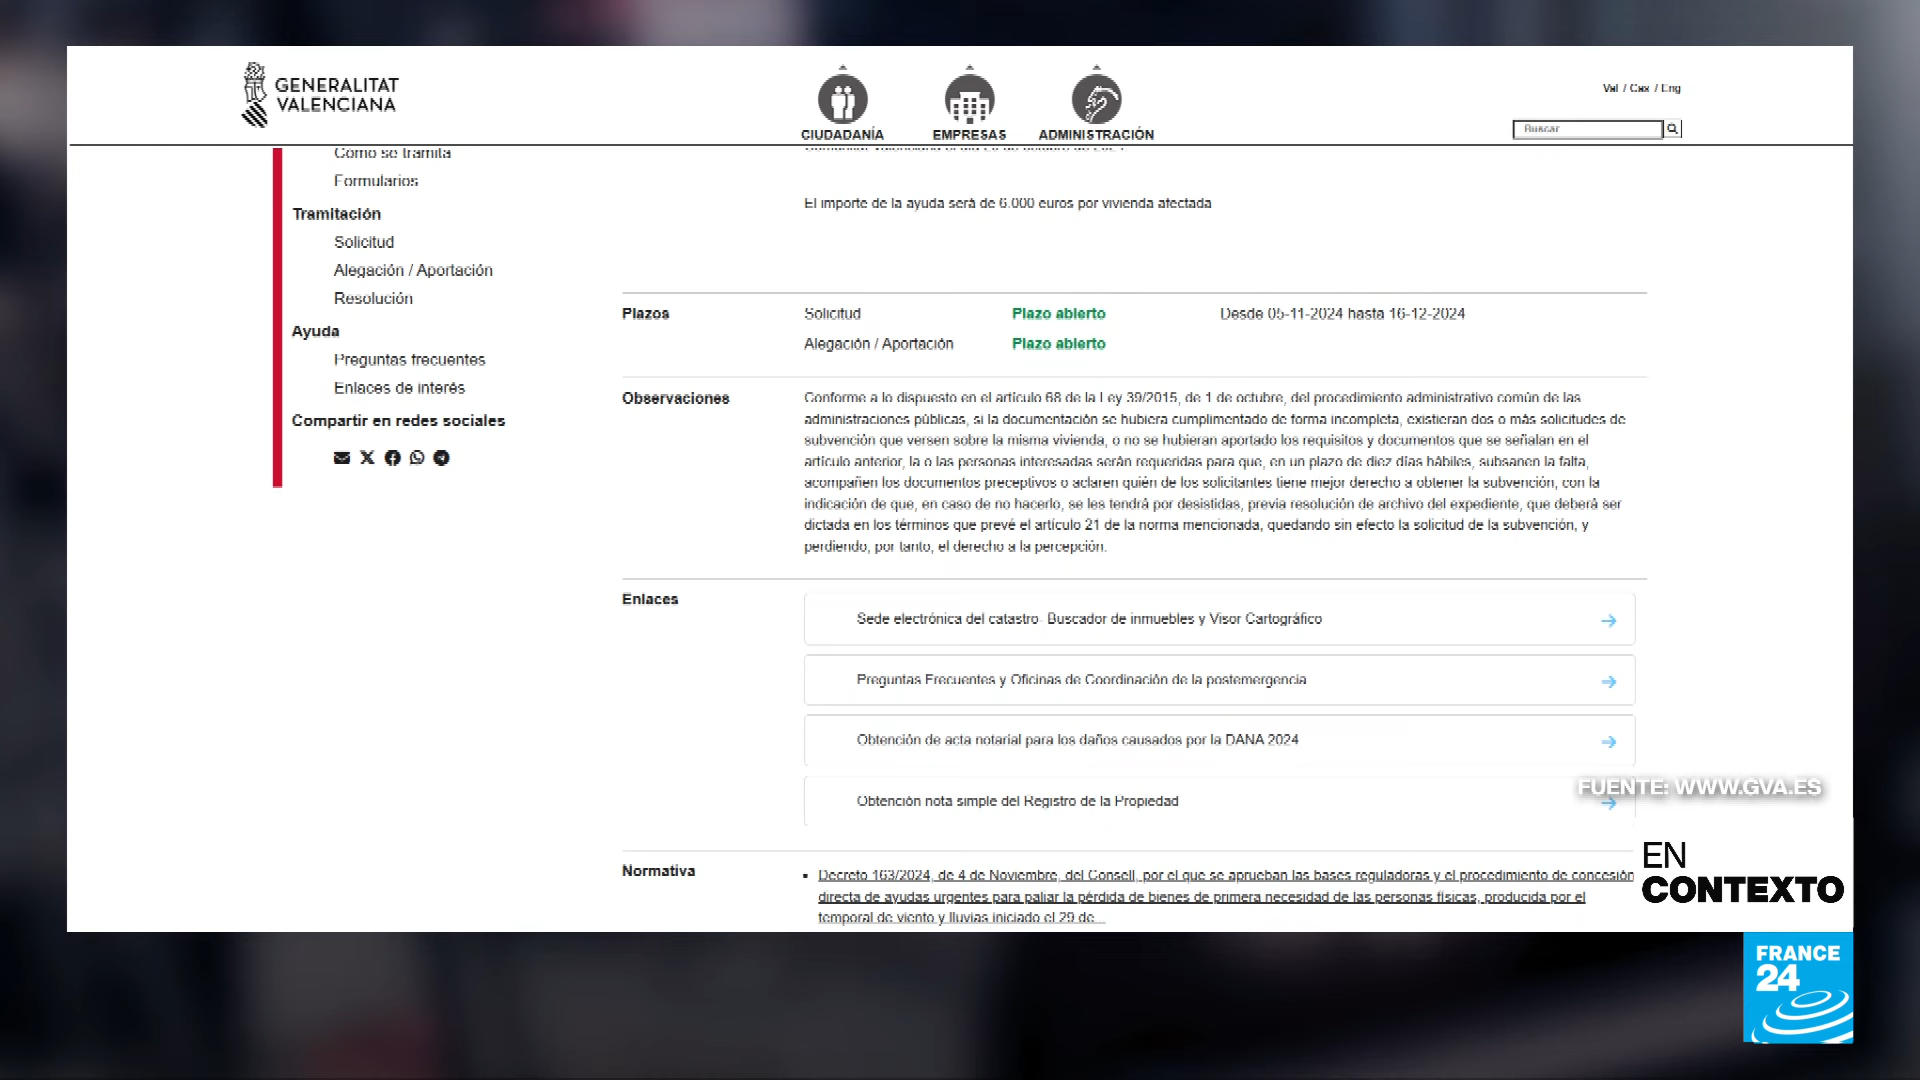 GENERALITAT
VALENCIANA
CIUDADANÍA
EMPRESAS
ADMINISTRACIÓN
Val / Cas / Eng
Buscar
Como se tramita
Formularios
Tramitación
Solicitud
Alegación / Aportación
Resolución
Ayuda
Preguntas frecuentes
Enlaces de interés
Compartir en redes sociales
El importe de la ayuda será de 6.000 euros por vivienda afectada
Plazos
Solicitud
Plazo abierto
Desde 05-11-2024 hasta 16-12-2024
Alegación / Aportación
Plazo abierto
Observaciones
Conforme a lo dispuesto en el artículo 68 de la Ley 39/2015, de 1 de octubre, del procedimiento administrativo común de las
administraciones públicas, si la documentación se hubiera cumplimentado de forma incompleta, existieran dos o más solicitudes de
subvención que versen sobre la misma vivienda, o no se hubieran aportado los requisitos y documentos que se señalan en el
artículo anterior, la o las personas interesadas serán requeridas para que, en un plazo de diez días hábiles, subsanen la falta,
acompañen los documentos preceptivos o aclaren quién de los solicitantes tiene mejor derecho a obtener la subvención, con la
indicación de que, en caso de no hacerlo, se les tendrá por desistidas, previa resolución de archivo del expediente, que deberá ser
dictada en los términos que prevé el artículo 21 de la norma mencionada, quedando sin efecto la solicitud de la subvención, y
perdiendo, por tanto, el derecho a la percepción.
Enlaces
Sede electrónica del catastro- Buscador de inmuebles y Visor Cartográfico
Preguntas Frecuentes y Oficinas de Coordinación de la postemergencia
Obtención de acta notarial para los daños causados por la DANA 2024
Obtención nota simple del Registro de la Propiedad
FUENTE: WWW.GVA.ES
Normativa
Decreto 163/2024, de 4 de Noviembre, del Consell, por el que se aprueban las bases reguladoras y el procedimiento de concesión
directa de ayudas urgentes para paliar la pérdida de bienes de primera necesidad de las personas físicas, producida por el
temporal de viento y lluvias iniciado el 29 de...
EN
CONTEXTO
FRANCE
24